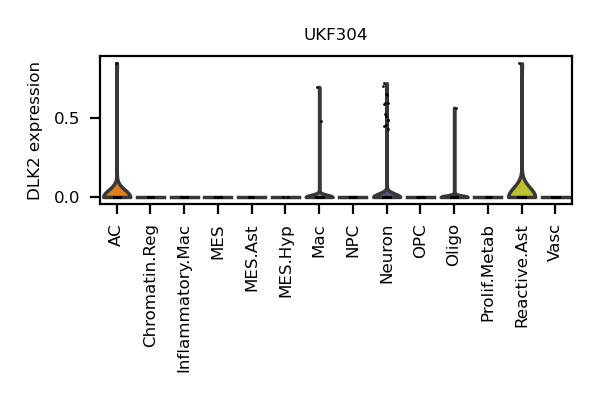 UKF304
DLK2 expression
0.5
0.0
AC
Chromatin.Reg
Inflammatory.Mac
MES
MES.Ast
MES.Hyp
Mac
NPC
Neuron
OPC
Oligo
Prolif.Metab
Reactive.Ast
Vasc